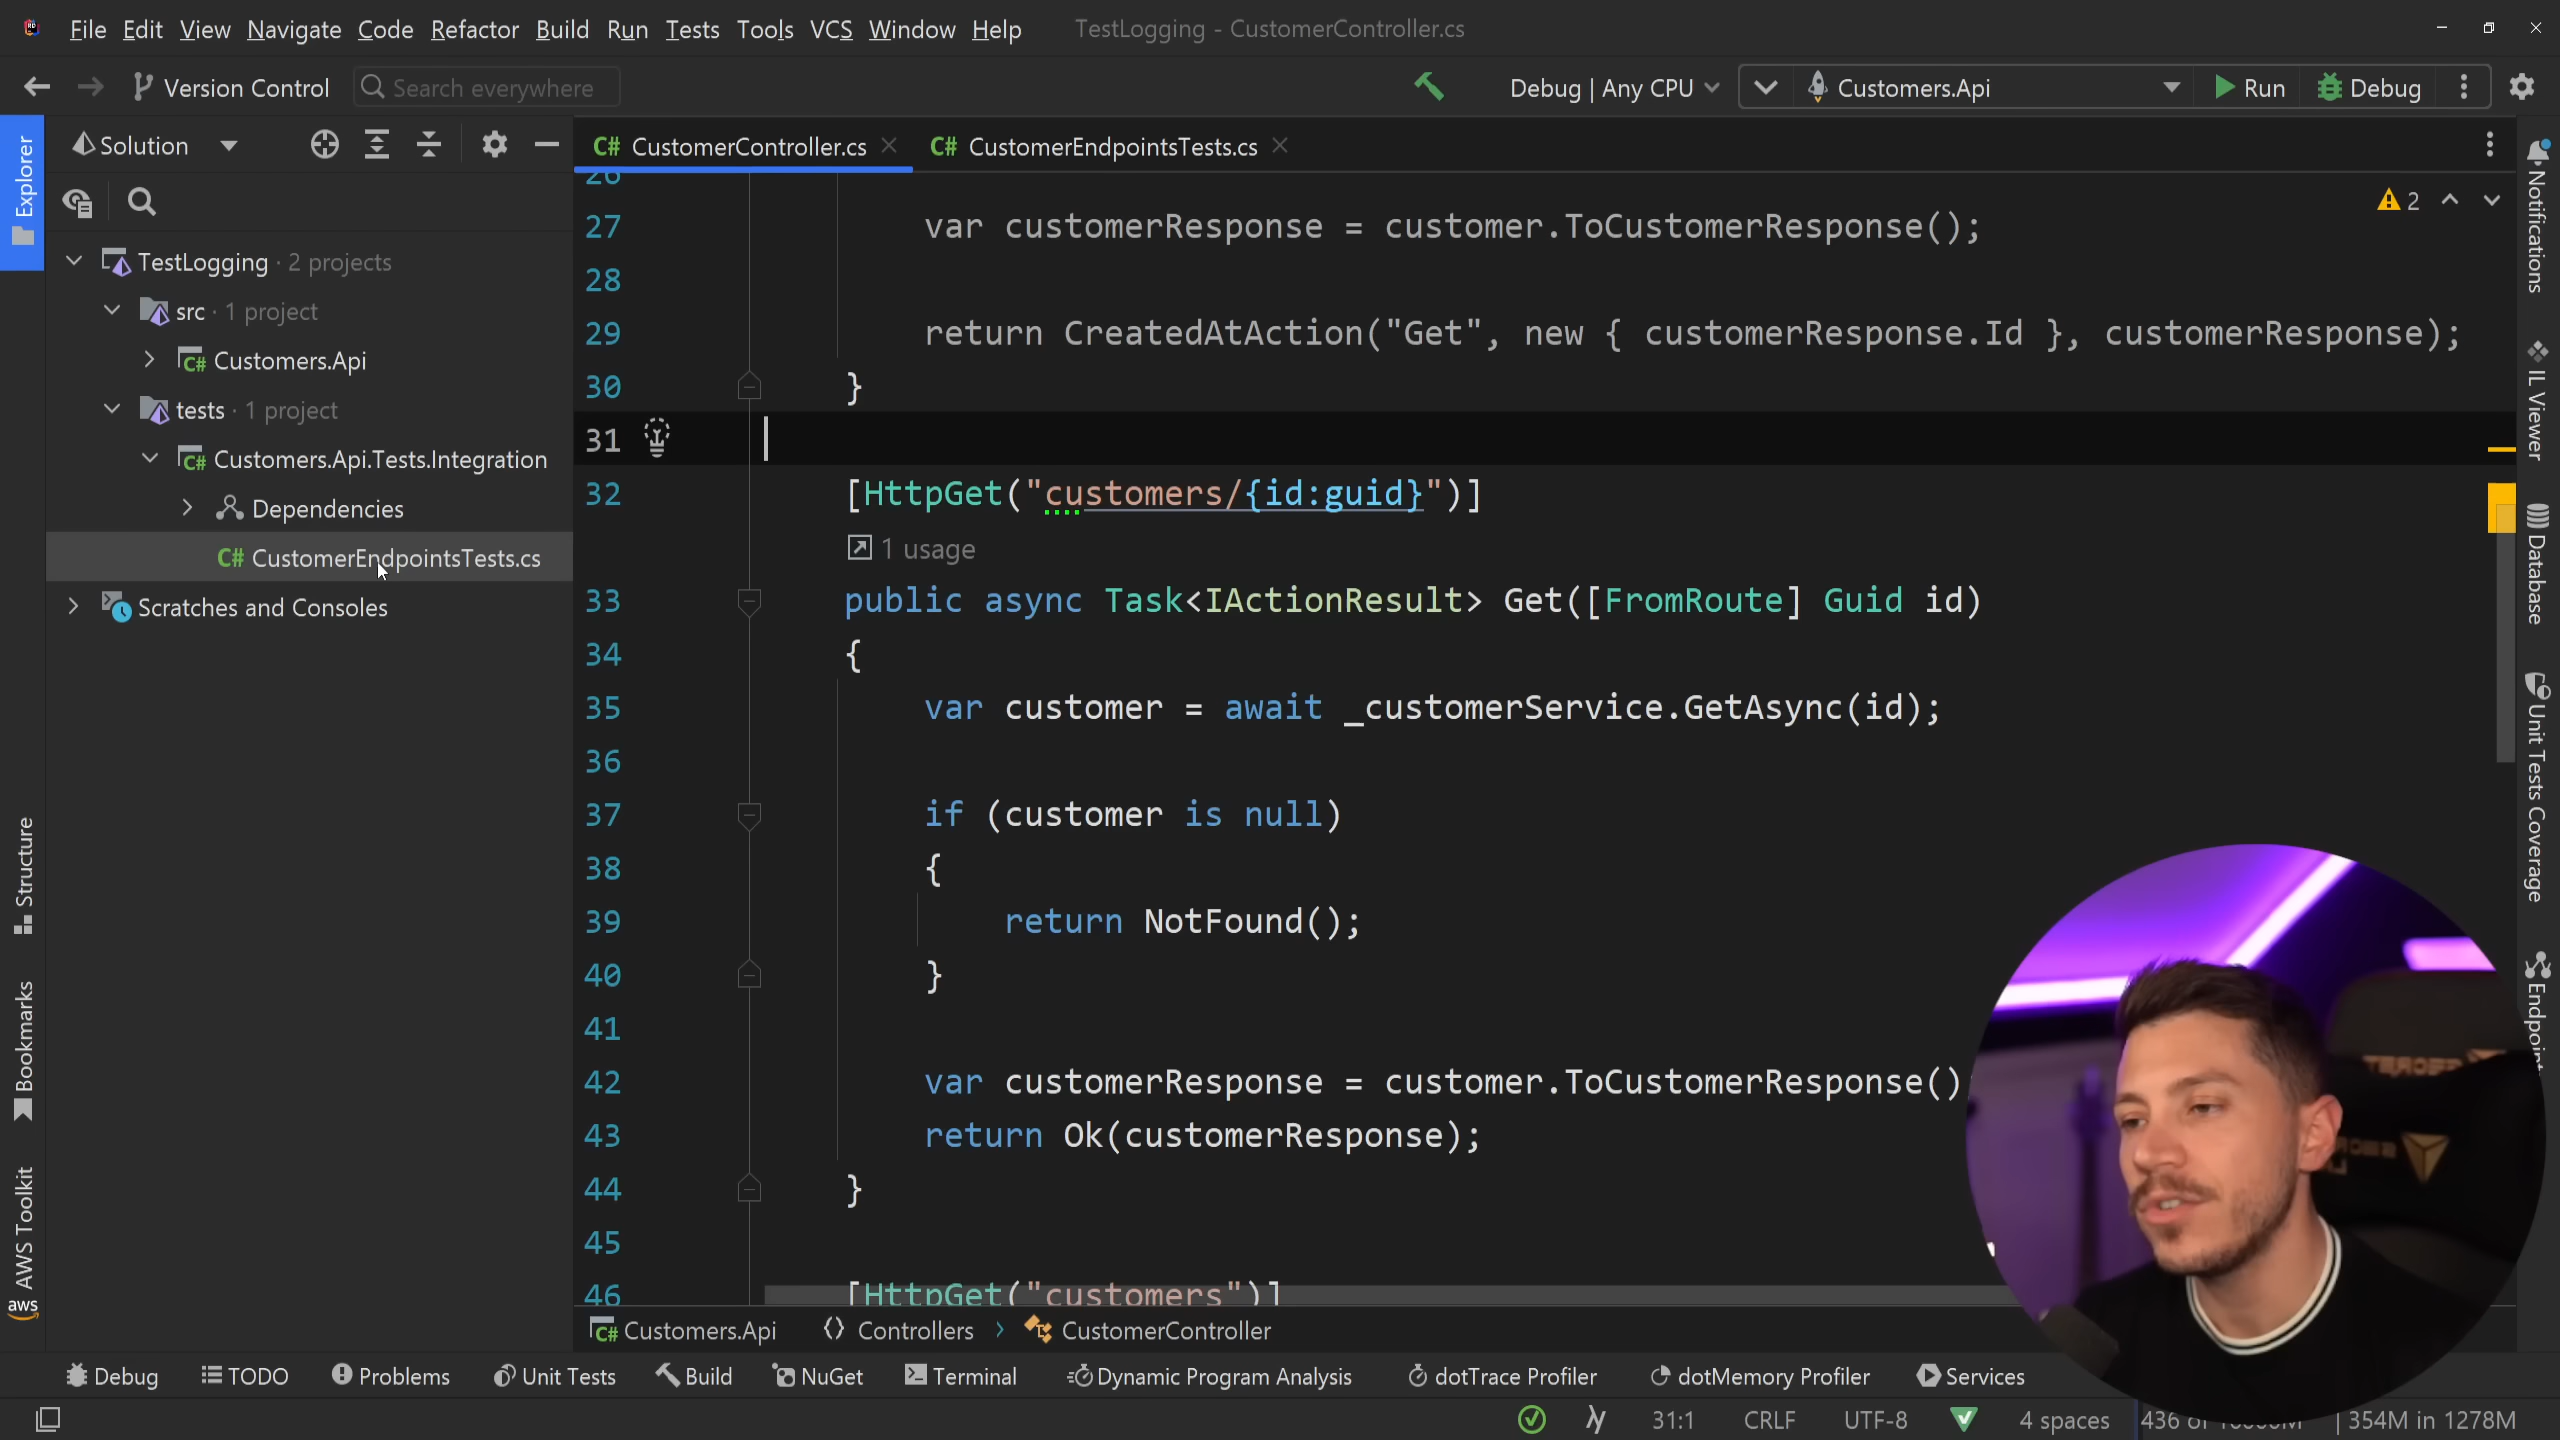 File Edit View Navigate Code Refactor Build Run Tests Tools VCS Window Help TestLogging - CustomerController.cs
Version Control Search everywhere Debug | Any CPU Customers.Api Run Debug
Explorer
Structure
Bookmarks
AWS Toolkit
aws
Solution
TestLogging · 2 projects
src · 1 project
C# Customers.Api
tests · 1 project
C# Customers.Api.Tests.Integration
Dependencies
C# CustomerEndpointsTests.cs
Scratches and Consoles
C# CustomerController.cs C# CustomerEndpointsTests.cs
2
26
27 var customerResponse = customer.ToCustomerResponse();
28
29 return CreatedAtAction("Get", new { customerResponse.Id }, customerResponse);
30 }
31
32 [HttpGet("customers/{id:guid}")]
1 usage
33 public async Task<IActionResult> Get([FromRoute] Guid id)
34 {
35 var customer = await _customerService.GetAsync(id);
36
37 if (customer is null)
38 {
39 return NotFound();
40 }
41
42 var customerResponse = customer.ToCustomerResponse()
43 return Ok(customerResponse);
44 }
45
46 [HttpGet("customers")]
C# Customers.Api Controllers CustomerController
Notifications
IL Viewer
Database
Unit Tests Coverage
Endpoint
Debug TODO Problems Unit Tests Build NuGet Terminal Dynamic Program Analysis dotTrace Profiler dotMemory Profiler Services
31:1 CRLF UTF-8 4 spaces 436 of 354M in 1278M